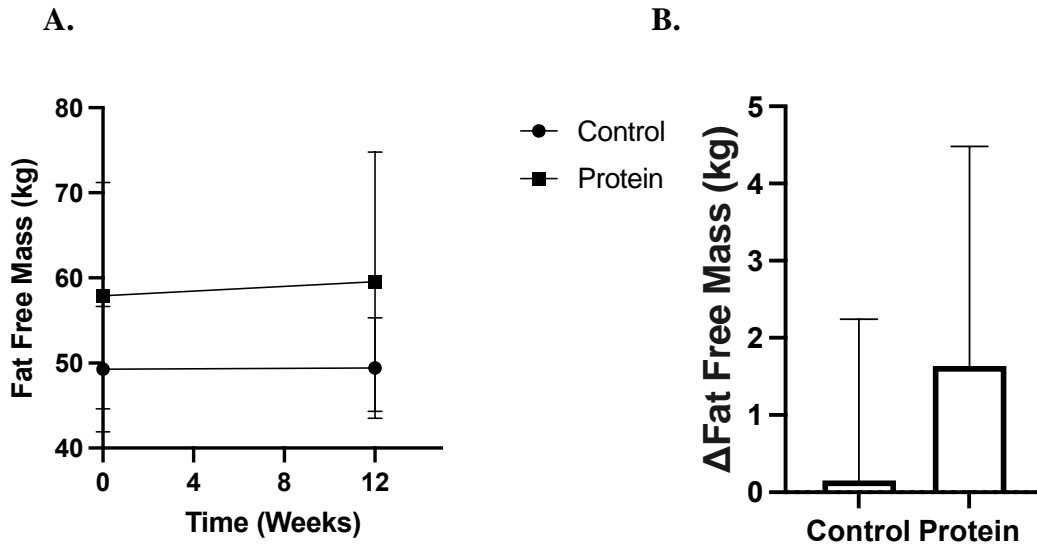 A.
80
70
60
50
40
Fat Free Mass (kg)
0 4 8 12
Time (Weeks)
Control
Protein
B.
5
4
3
2
1
0
ΔFat Free Mass (kg)
Control Protein